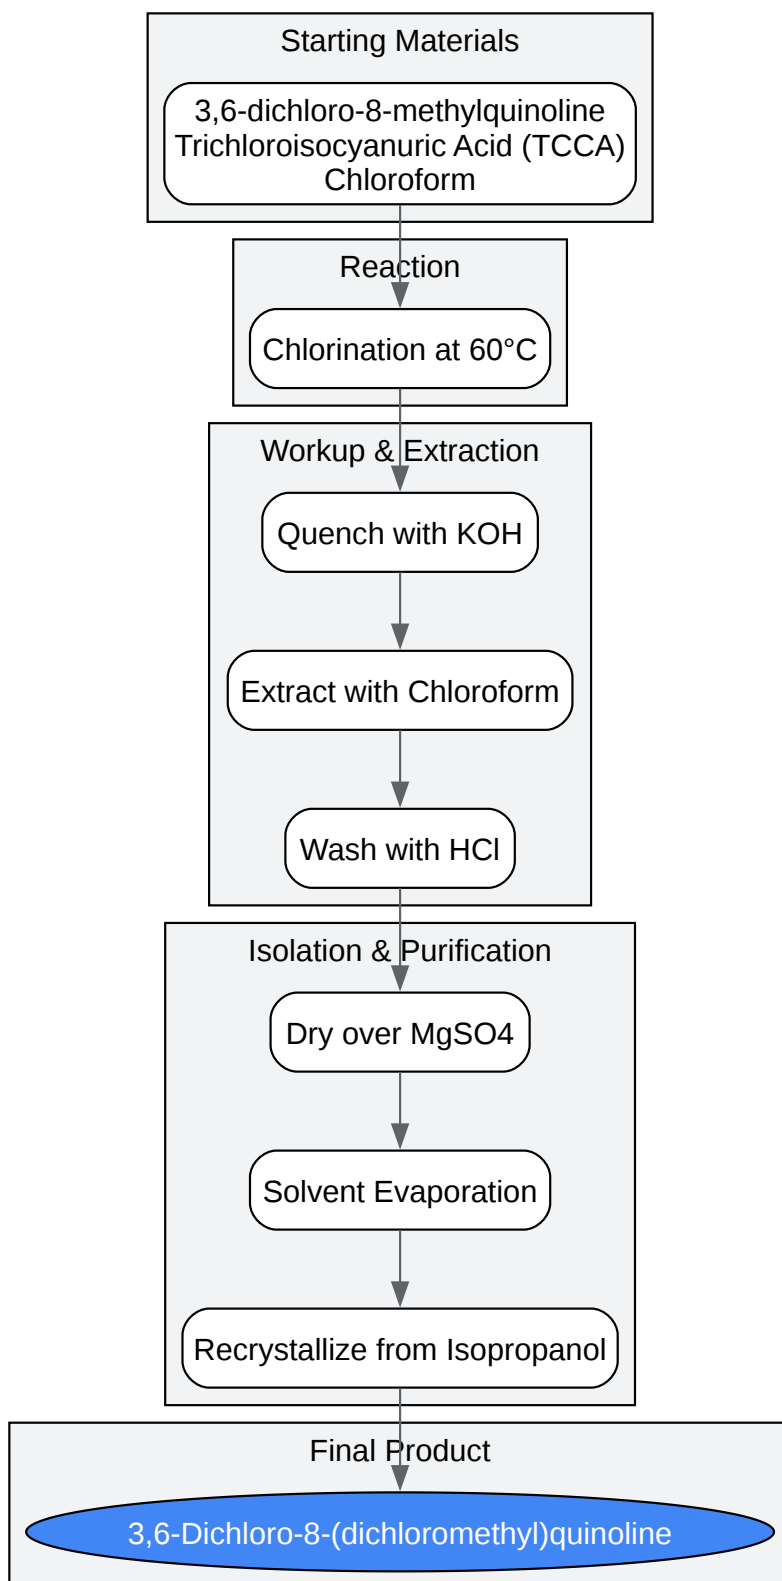 Starting Materials
3,6-dichloro-8-methylquinoline
Trichloroisocyanuric Acid (TCCA)
Chloroform
Reaction
Chlorination at 60°C
Workup & Extraction
Quench with KOH
Extract with Chloroform
Wash with HCl
Isolation & Purification
Dry over MgSO4
Solvent Evaporation
Recrystallize from Isopropanol
Final Product
3,6-Dichloro-8-(dichloromethyl)quinoline